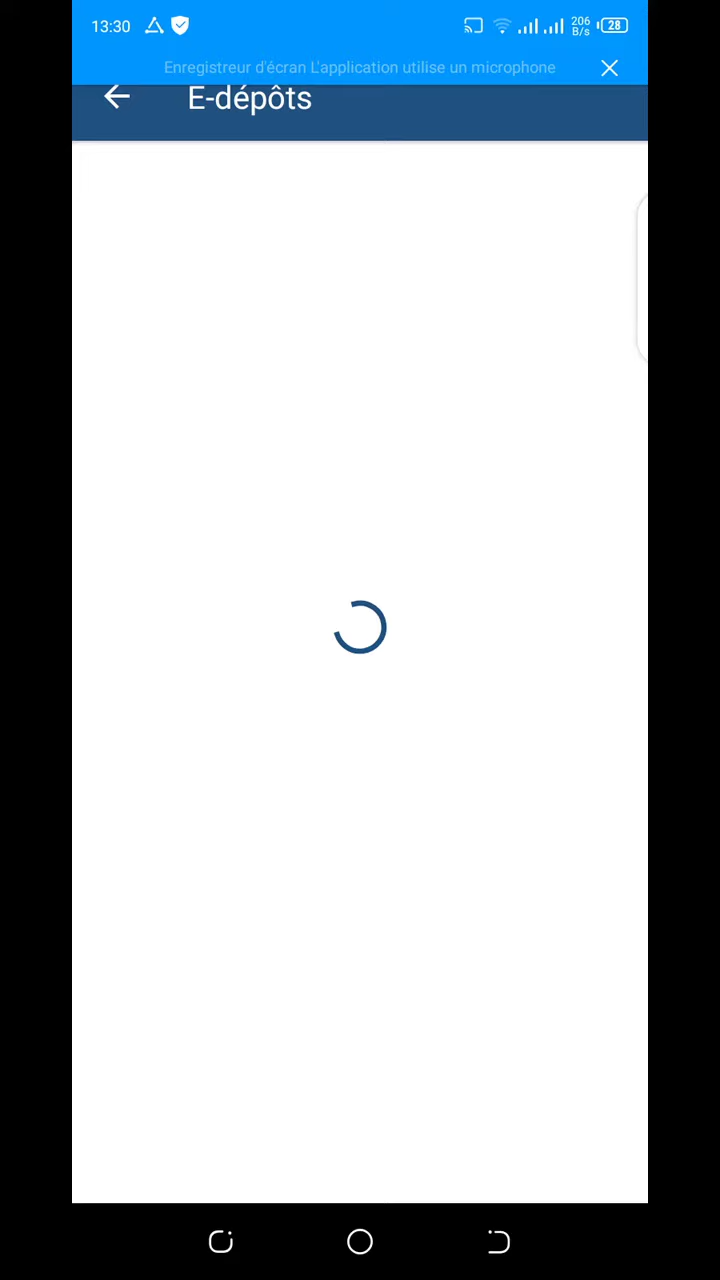 13:30
206
B/s
28
Enregistreur d'écran L'application utilise un microphone
E-dépôts